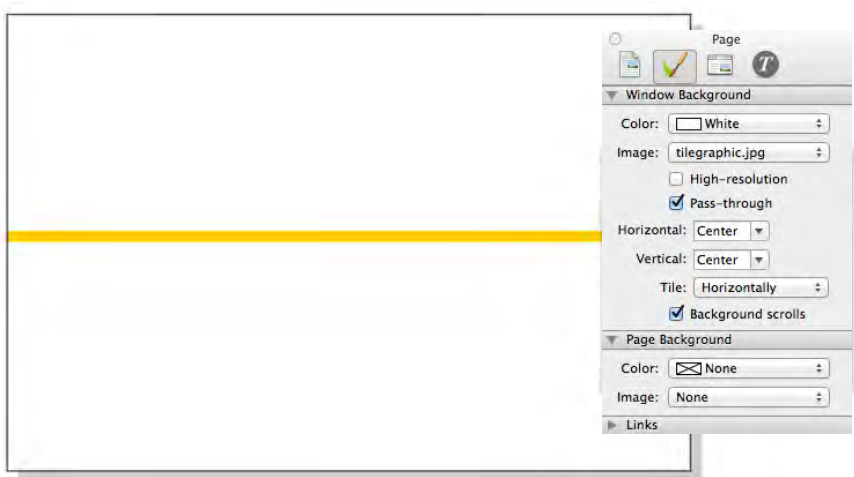 Page
T
Window Background
Color: White
Image: tilegraphic.jpg
High-resolution
Pass-through
Horizontal: Center
Vertical: Center
Tile: Horizontally
Background scrolls
Page Background
Color: None
Image: None
Links